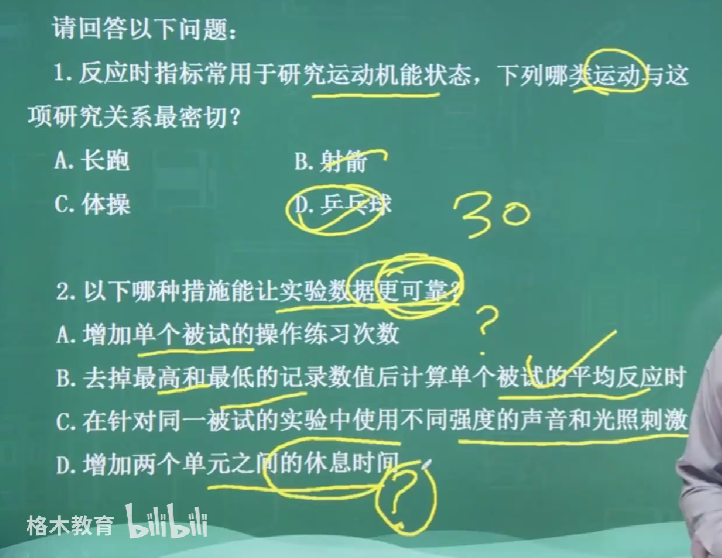 请回答以下问题：
1.反应时指标常用于研究运动机能状态，下列哪类运动与这
项研究关系最密切？
A.长跑 B.射箭
C.体操 D.乒乓球
30
2.以下哪种措施能让实验数据更可靠？
?
A.增加单个被试的操作练习次数
B.去掉最高和最低的记录数值后计算单个被试的平均反应时
C.在针对同一被试的实验中使用不同强度的声音和光照刺激
D.增加两个单元之间的休息时间
?
格木教育 bilibili